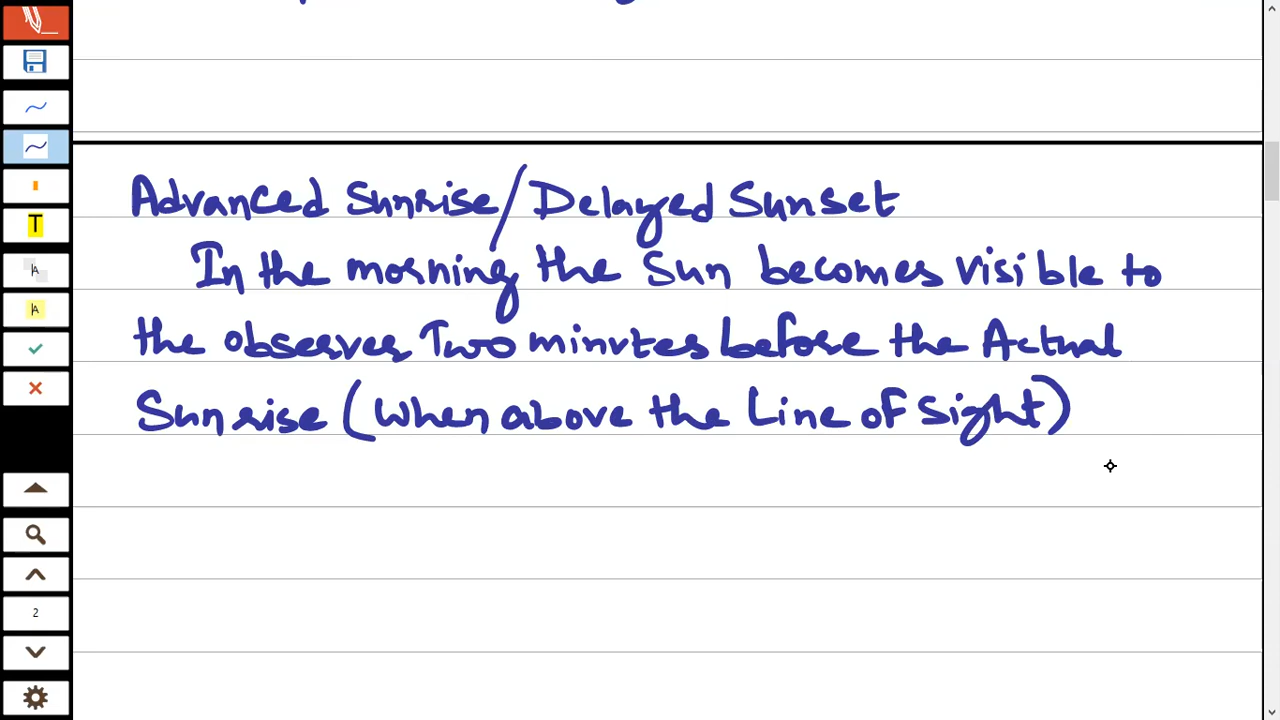 Advanced Sunrise/Delayed Sunset
In the morning the Sun becomes visible to
the observer Two minutes before the Actual
Sunrise (when above the Line of Sight)
T
A
A
2